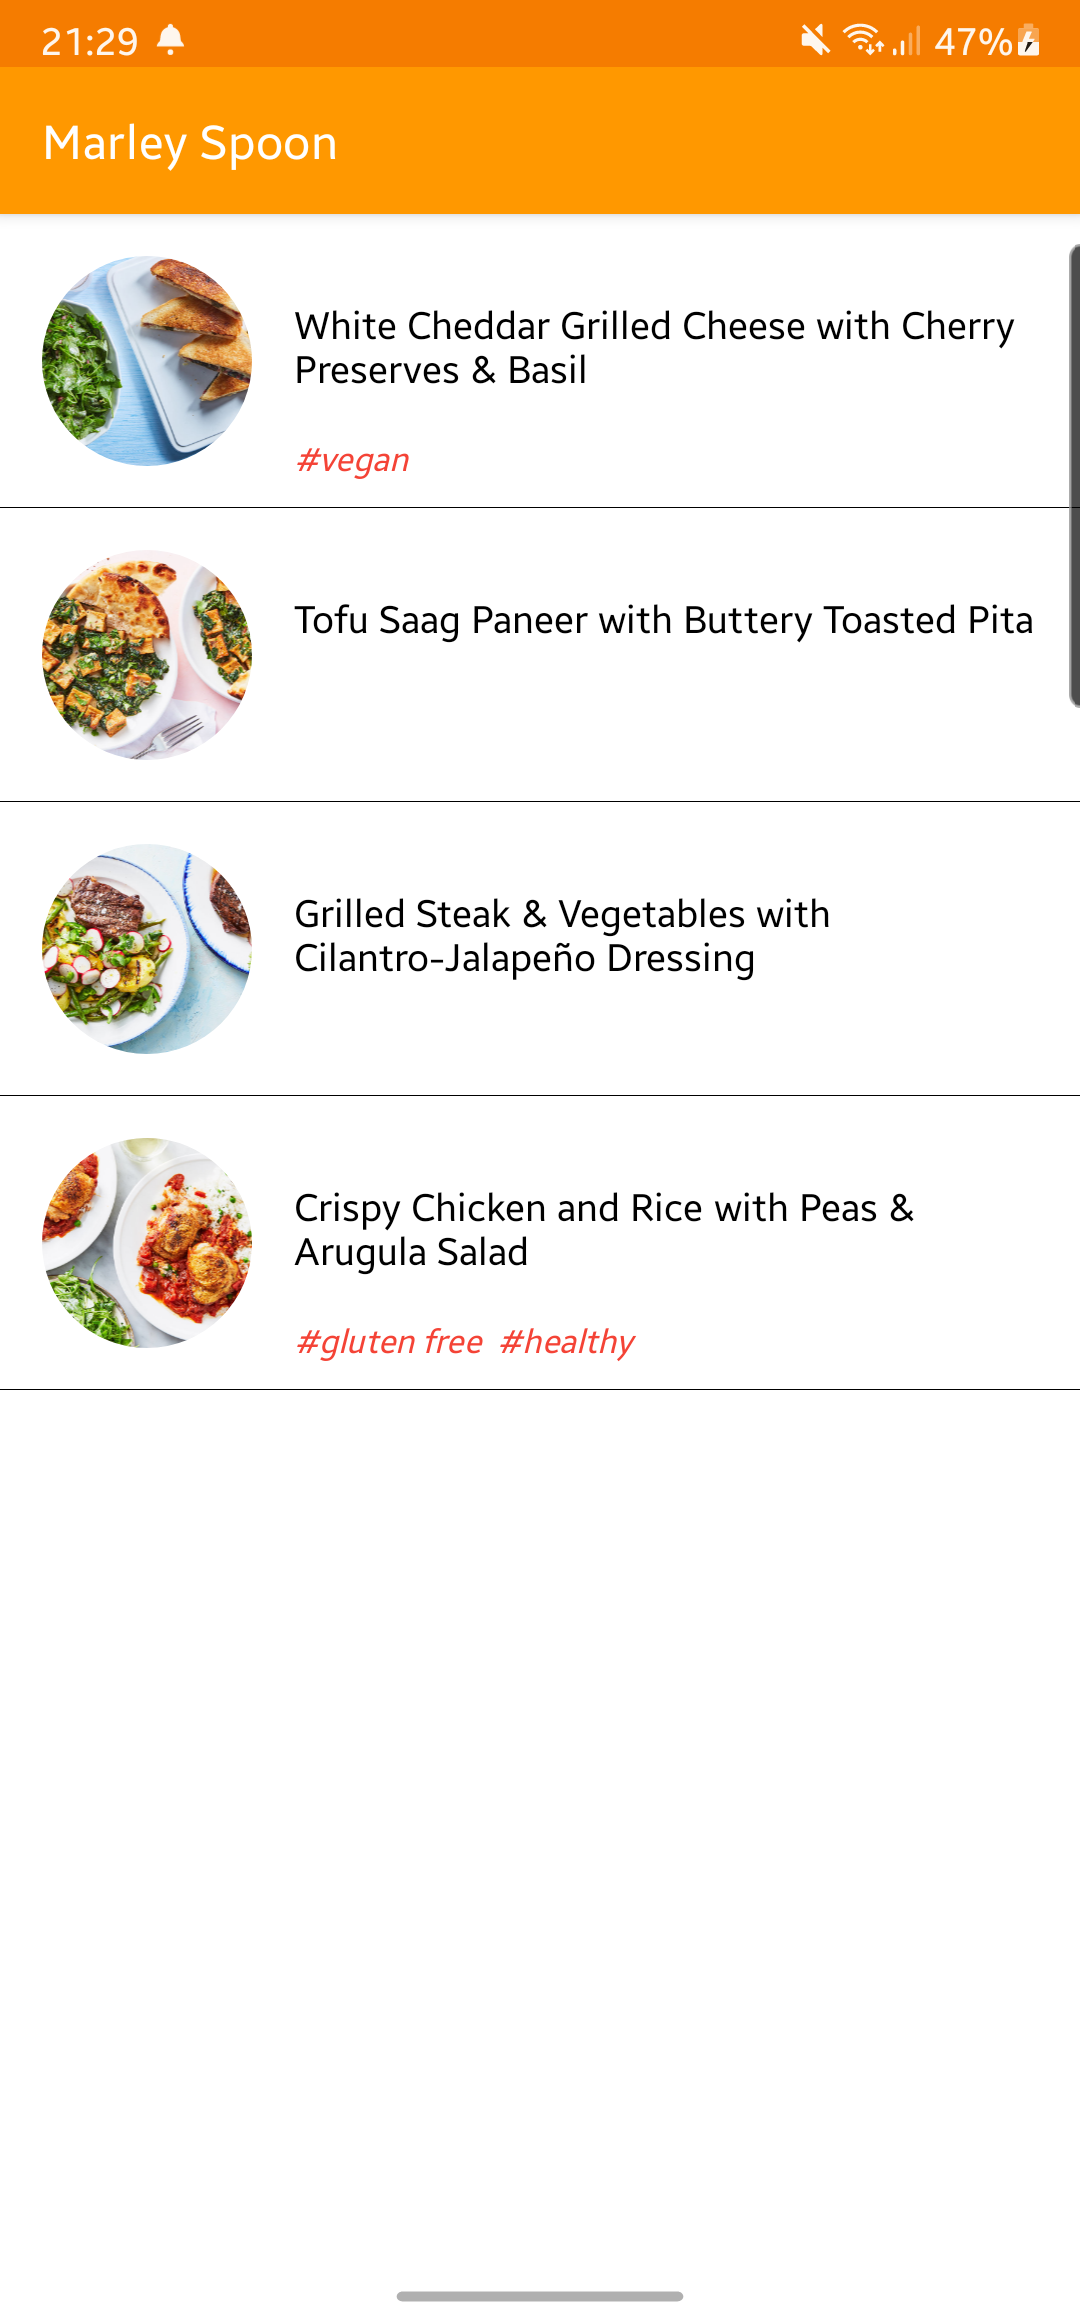 21:29 47%
Marley Spoon
White Cheddar Grilled Cheese with Cherry
Preserves & Basil
#vegan
Tofu Saag Paneer with Buttery Toasted Pita
Grilled Steak & Vegetables with
Cilantro-Jalapeño Dressing
Crispy Chicken and Rice with Peas &
Arugula Salad
#gluten free #healthy